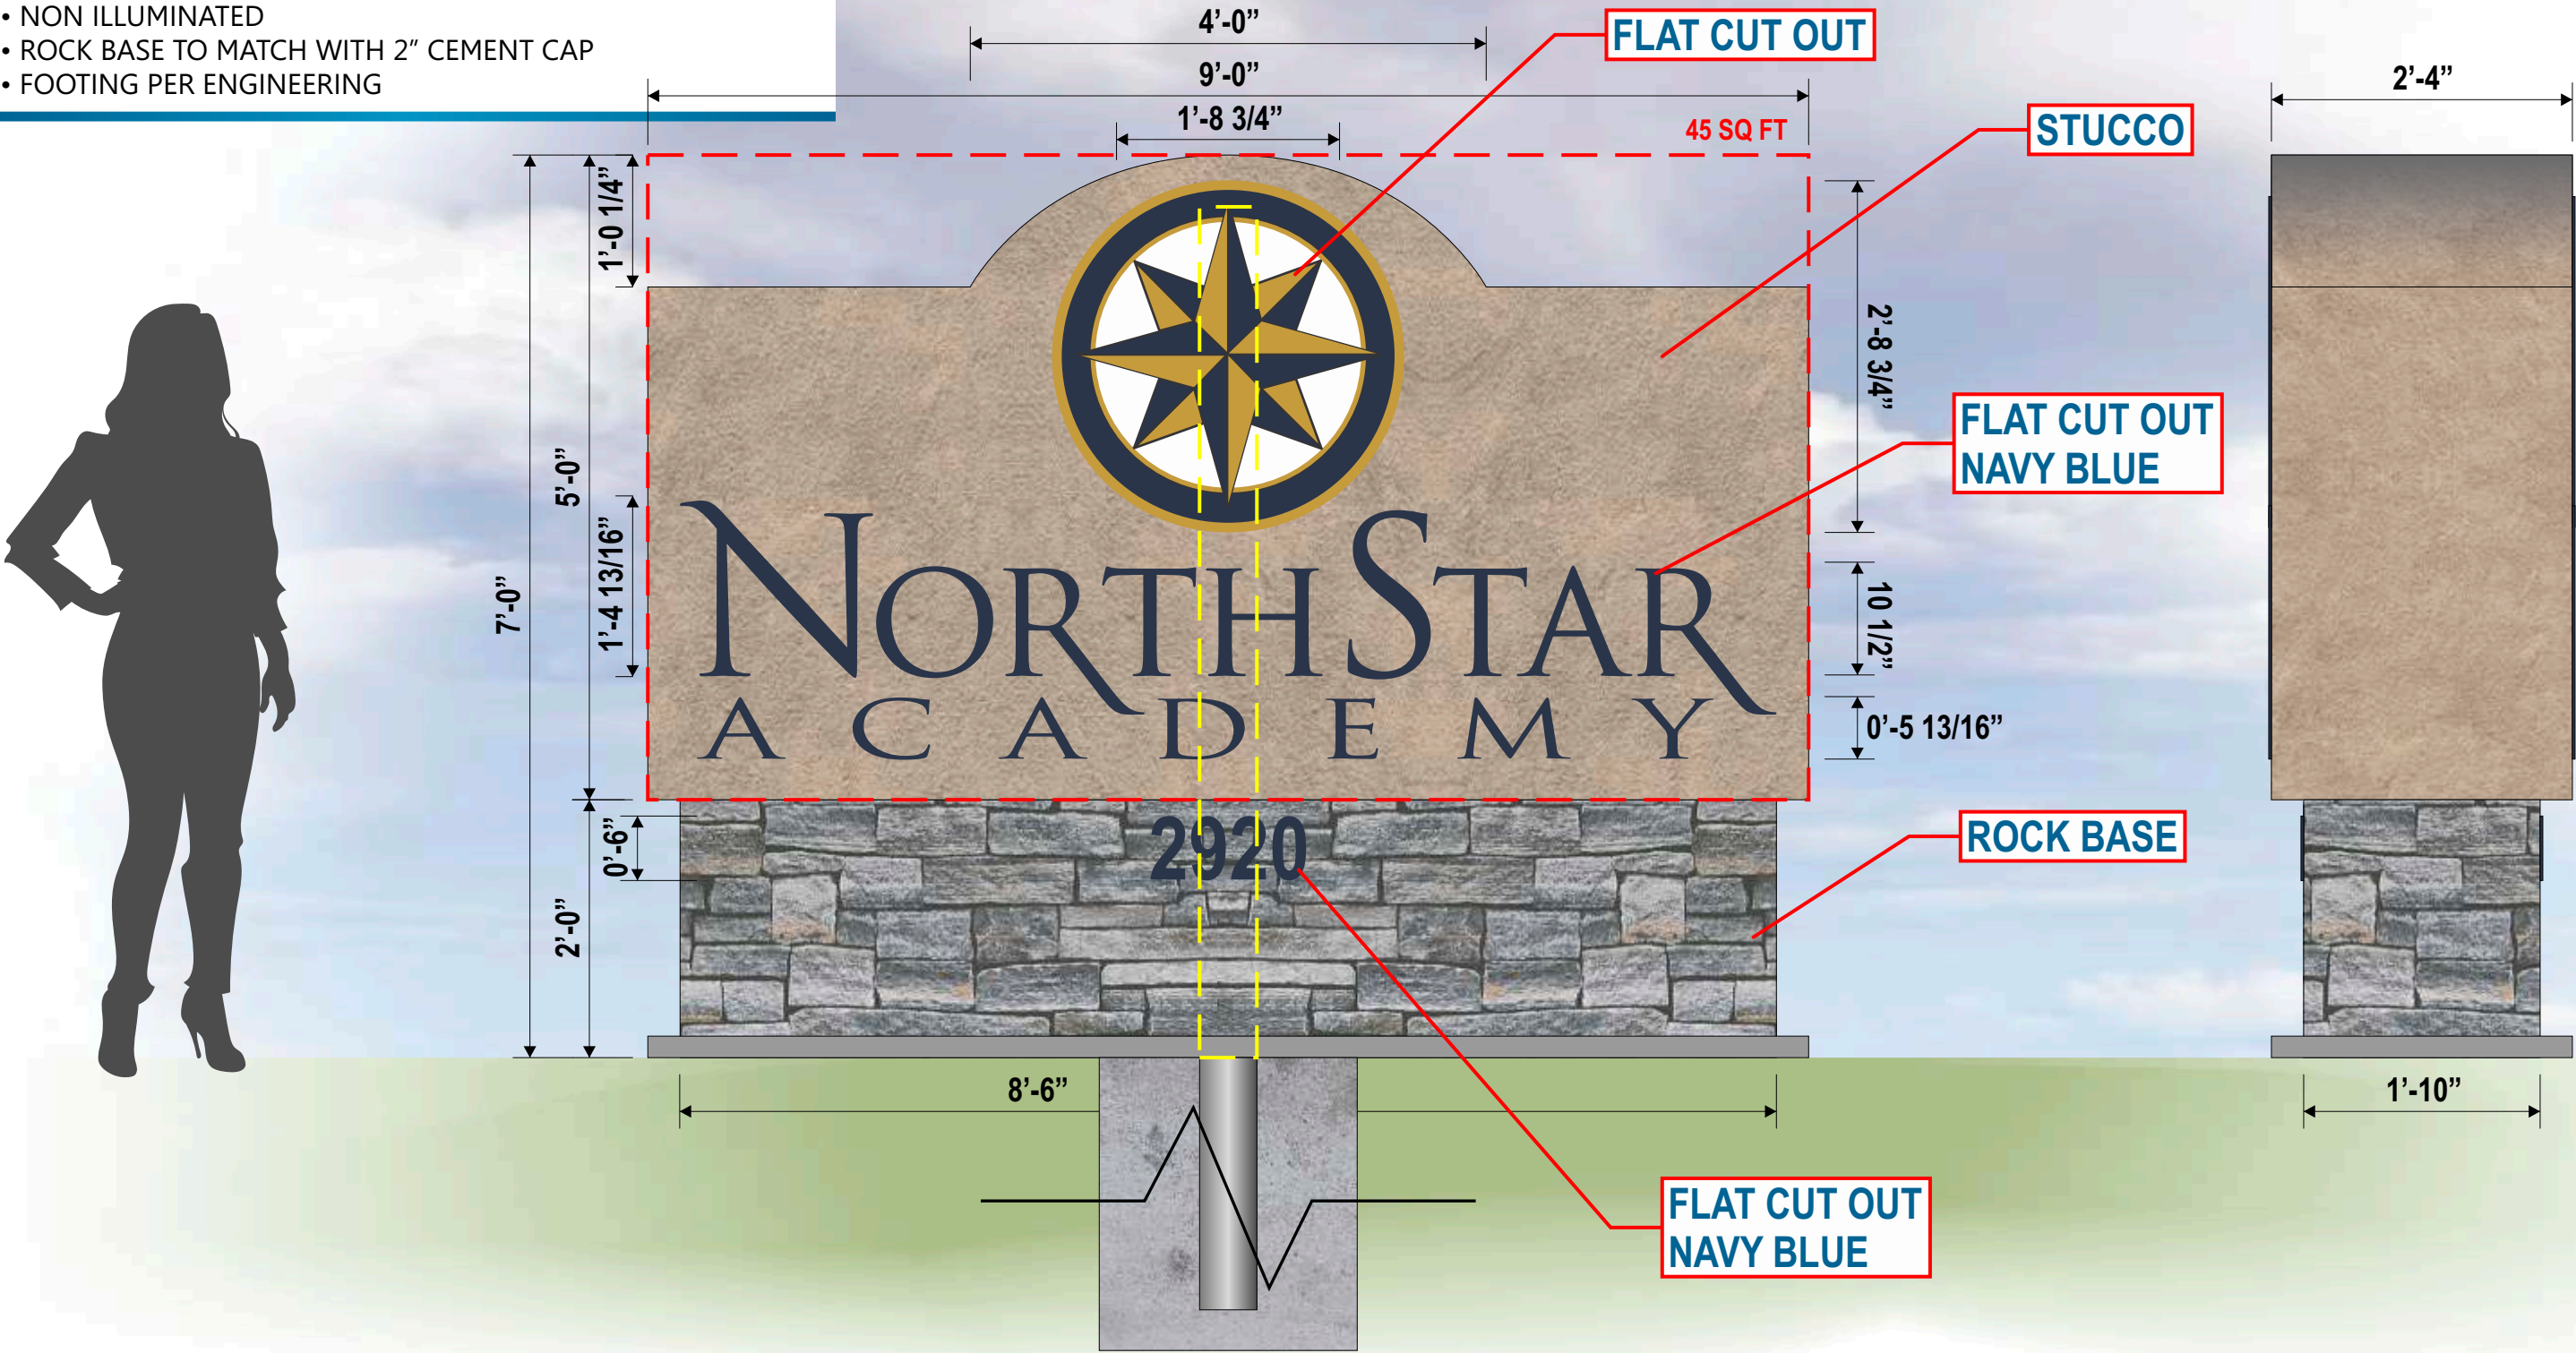 • NON ILLUMINATED
• ROCK BASE TO MATCH WITH 2” CEMENT CAP
• FOOTING PER ENGINEERING
4’-0”
9’-0”
1’-8 3/4”
45 SQ FT
FLAT CUT OUT
2’-4”
STUCCO
1’-0 1/4”
2’-8 3/4”
FLAT CUT OUT
NAVY BLUE
5’-0”
7’-0”
1’-4 13/16”
NORTHSTAR
10 1/2”
ACADEMY
0’-5 13/16”
0’-6”
2920
ROCK BASE
2’-0”
8’-6”
1’-10”
FLAT CUT OUT
NAVY BLUE